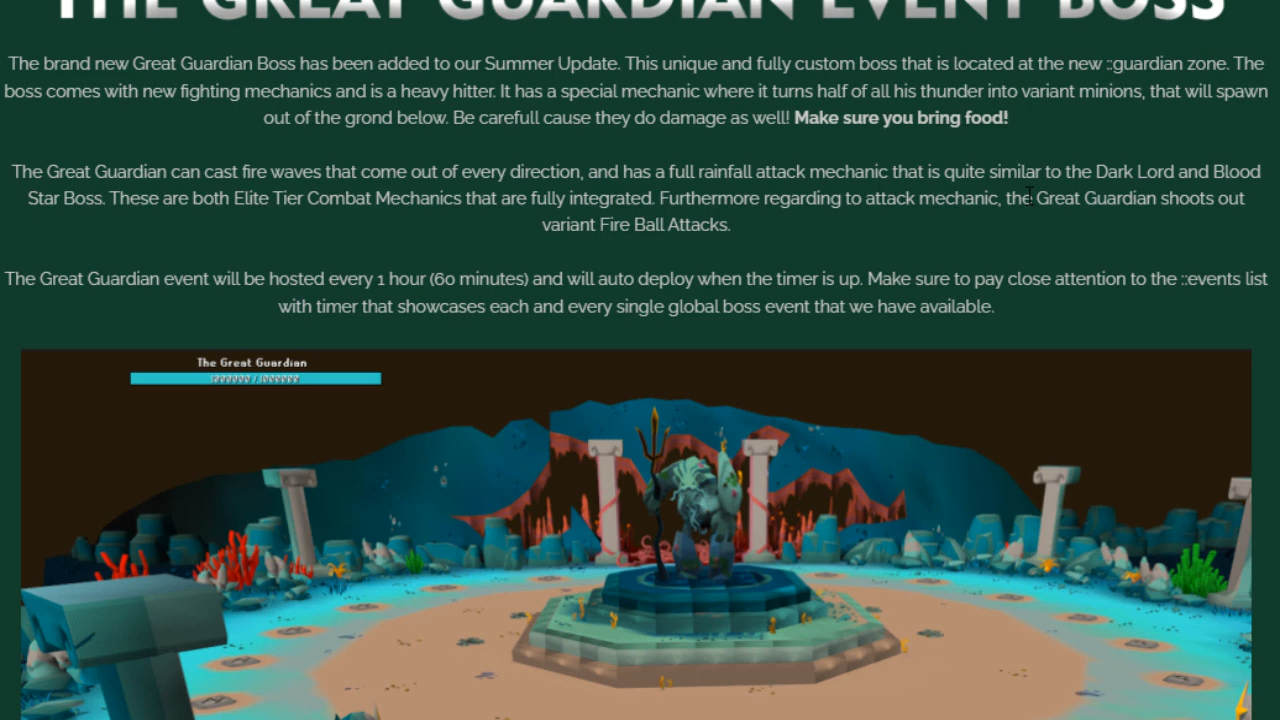 THE GREAT GUARDIAN EVENT BOSS
The brand new Great Guardian Boss has been added to our Summer Update. This unique and fully custom boss that is located at the new ::guardian zone. The
boss comes with new fighting mechanics and is a heavy hitter. It has a special mechanic where it turns half of all his thunder into variant minions, that will spawn
out of the grond below. Be carefull cause they do damage as well! Make sure you bring food!
The Great Guardian can cast fire waves that come out of every direction, and has a full rainfall attack mechanic that is quite similar to the Dark Lord and Blood
Star Boss. These are both Elite Tier Combat Mechanics that are fully integrated. Furthermore regarding to attack mechanic, the Great Guardian shoots out
variant Fire Ball Attacks.
The Great Guardian event will be hosted every 1 hour (60 minutes) and will auto deploy when the timer is up. Make sure to pay close attention to the ::events list
with timer that showcases each and every single global boss event that we have available.
The Great Guardian